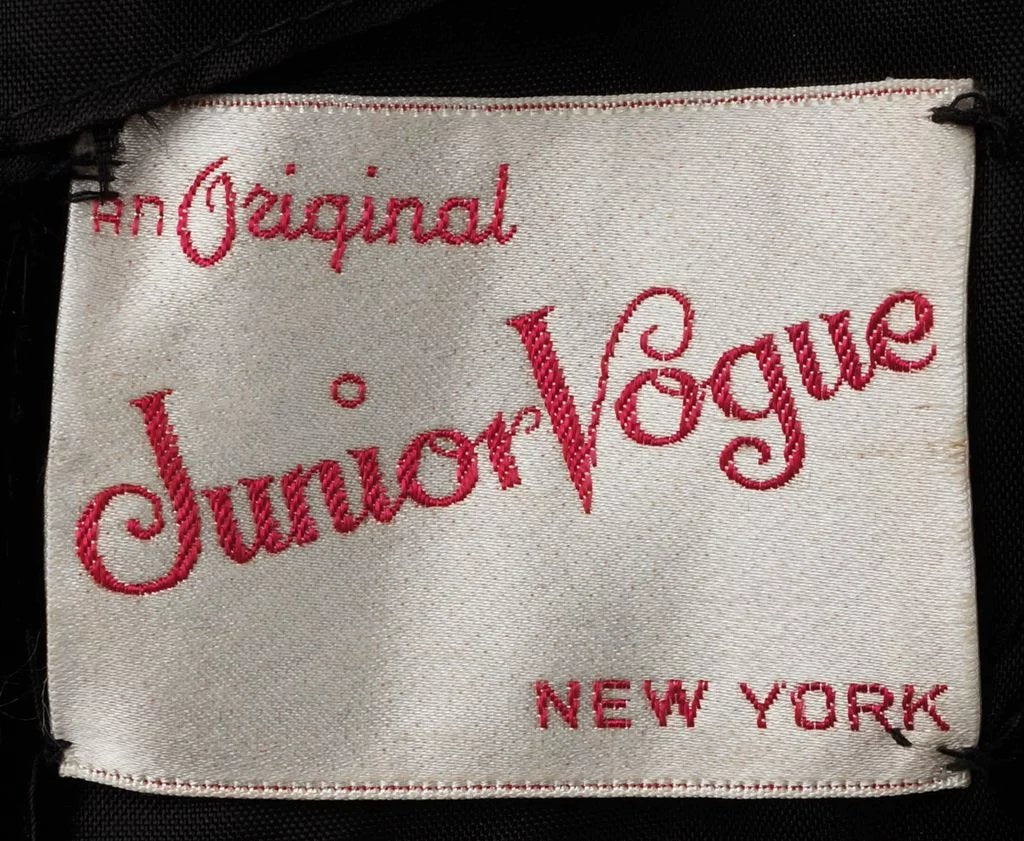 An Original
Junior Vogue
NEW YORK